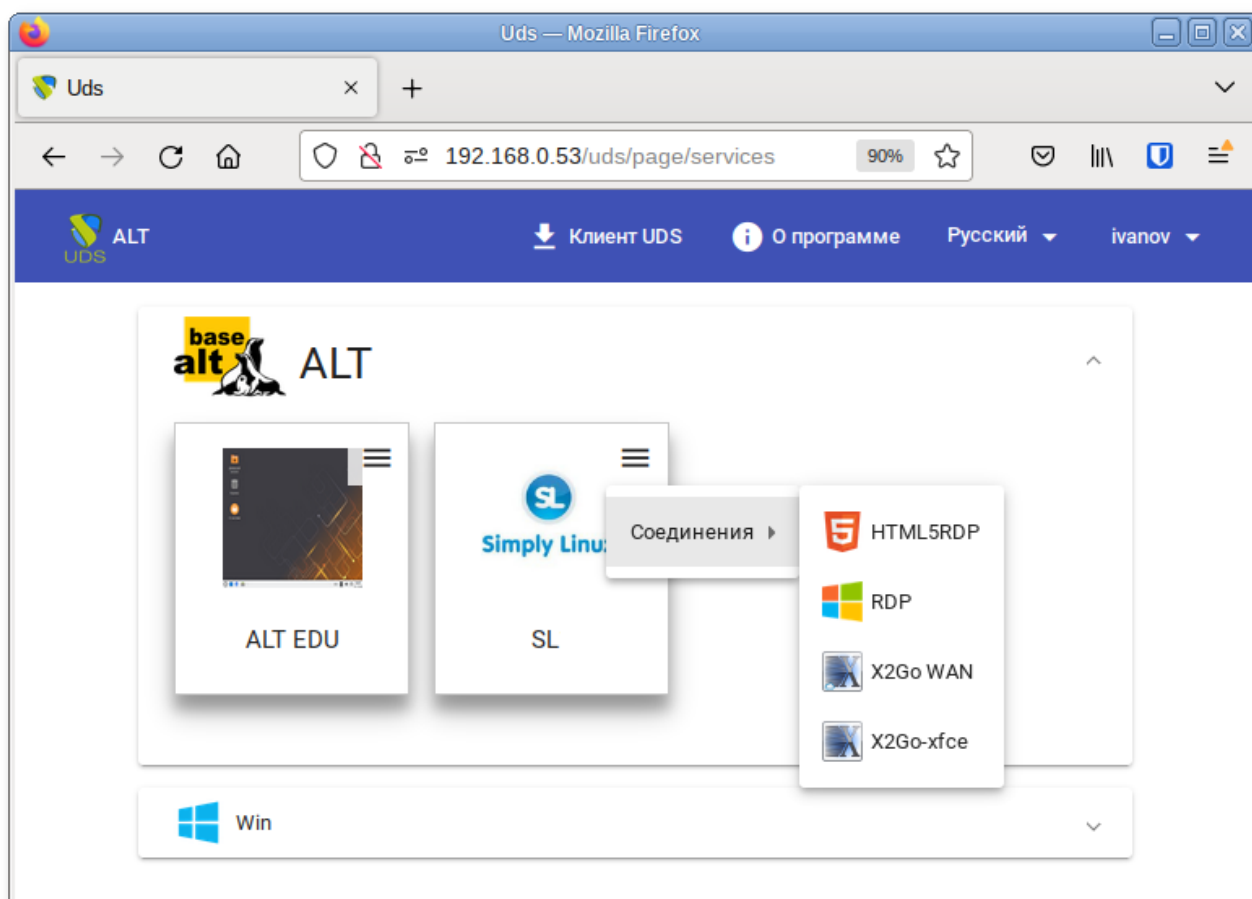 Uds — Mozilla Firefox
Uds
192.168.0.53/uds/page/services 90%
UDS ALT Клиент UDS О программе Русский ivanov
base
alt ALT
SL
Simply Linu
Соединения
HTML5RDP
RDP
X2Go WAN
X2Go-xfce
ALT EDU
SL
Win